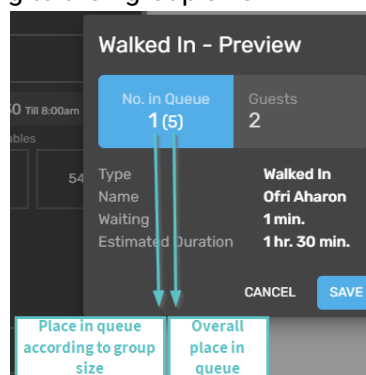 Walked In - Preview
No. in Queue
Guests
1 (5)
2
0 Till 8:00am
54
Type Walked In
Name Ofri Aharon
Waiting 1 min.
Estimated Duration 1 hr. 30 min.
CANCEL SAVE
Place in queue
according to group
size
Overall
place in
queue